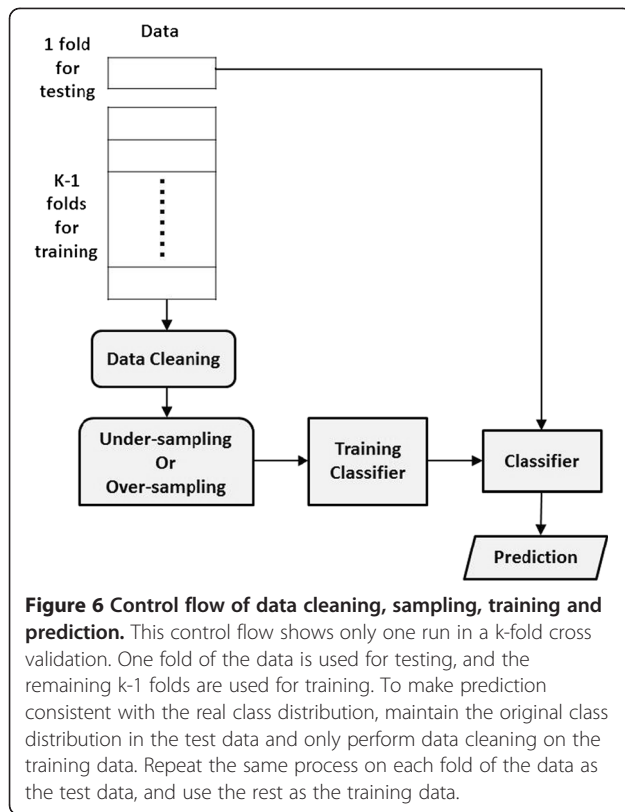 Data
1 fold
for
testing
K-1
folds
for
training
Data Cleaning
Under-sampling
Or
Over-sampling
Training
Classifier
Classifier
Prediction
Figure 6 Control flow of data cleaning, sampling, training and
prediction. This control flow shows only one run in a k-fold cross
validation. One fold of the data is used for testing, and the
remaining k-1 folds are used for training. To make prediction
consistent with the real class distribution, maintain the original class
distribution in the test data and only perform data cleaning on the
training data. Repeat the same process on each fold of the data as
the test data, and use the rest as the training data.